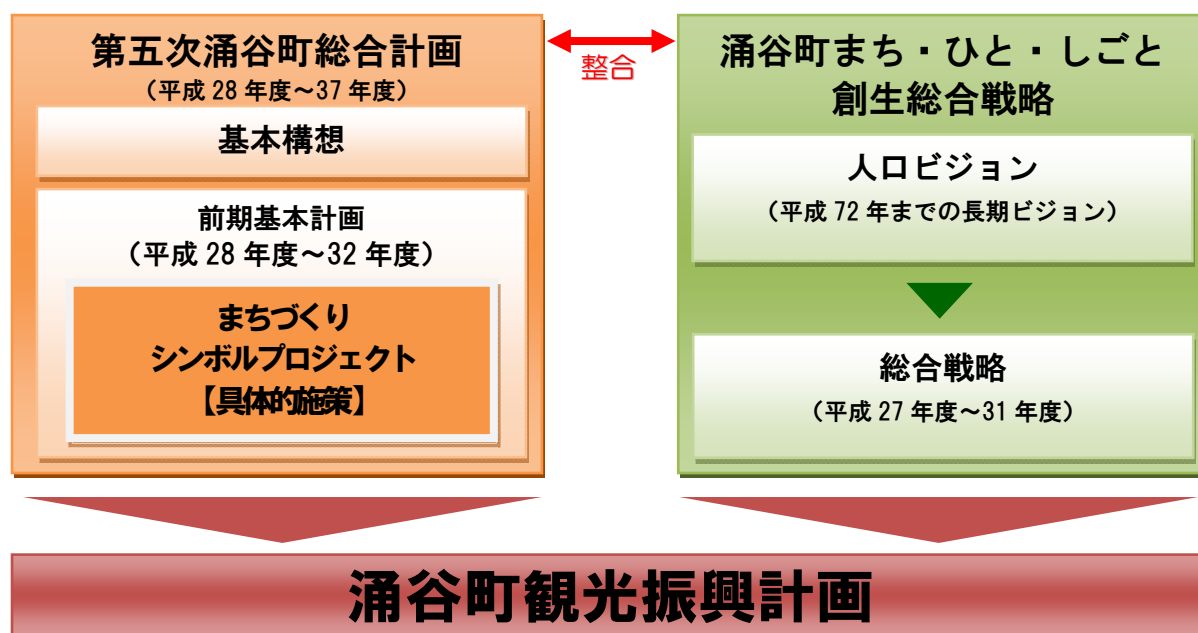 第五次涌谷町総合計画
（平成 28 年度～37 年度）
基本構想
前期基本計画
（平成 28 年度～32 年度）
まちづくり
シンボルプロジェクト
【具体的施策】
整合
涌谷町まち・ひと・しごと
創生総合戦略
人口ビジョン
（平成 72 年までの長期ビジョン）
総合戦略
（平成 27 年度～31 年度）
涌谷町観光振興計画